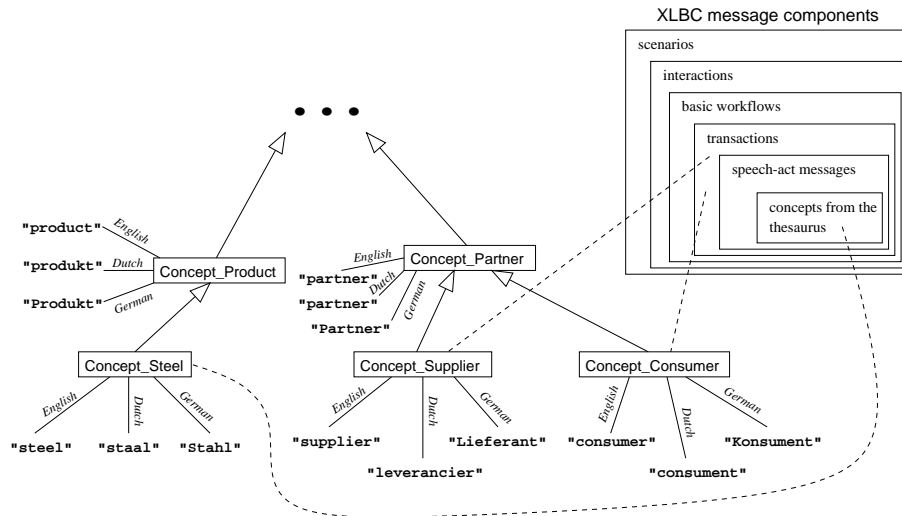 XLBC message components
scenarios
interactions
basic workflows
transactions
speech-act messages
concepts from the
thesaurus
"product"
English
"produkt"
Dutch
"Produkt"
German
Concept_Product
English
"partner"
Dutch
"partner"
German
"Partner"
Concept_Partner
Concept_Steel
English
Dutch
German
"steel"
"staal"
"Stahl"
Concept_Supplier
English
Dutch
German
"supplier"
"leverancier"
"Lieferant"
Concept_Consumer
English
Dutch
German
"consumer"
"consument"
"Konsument"